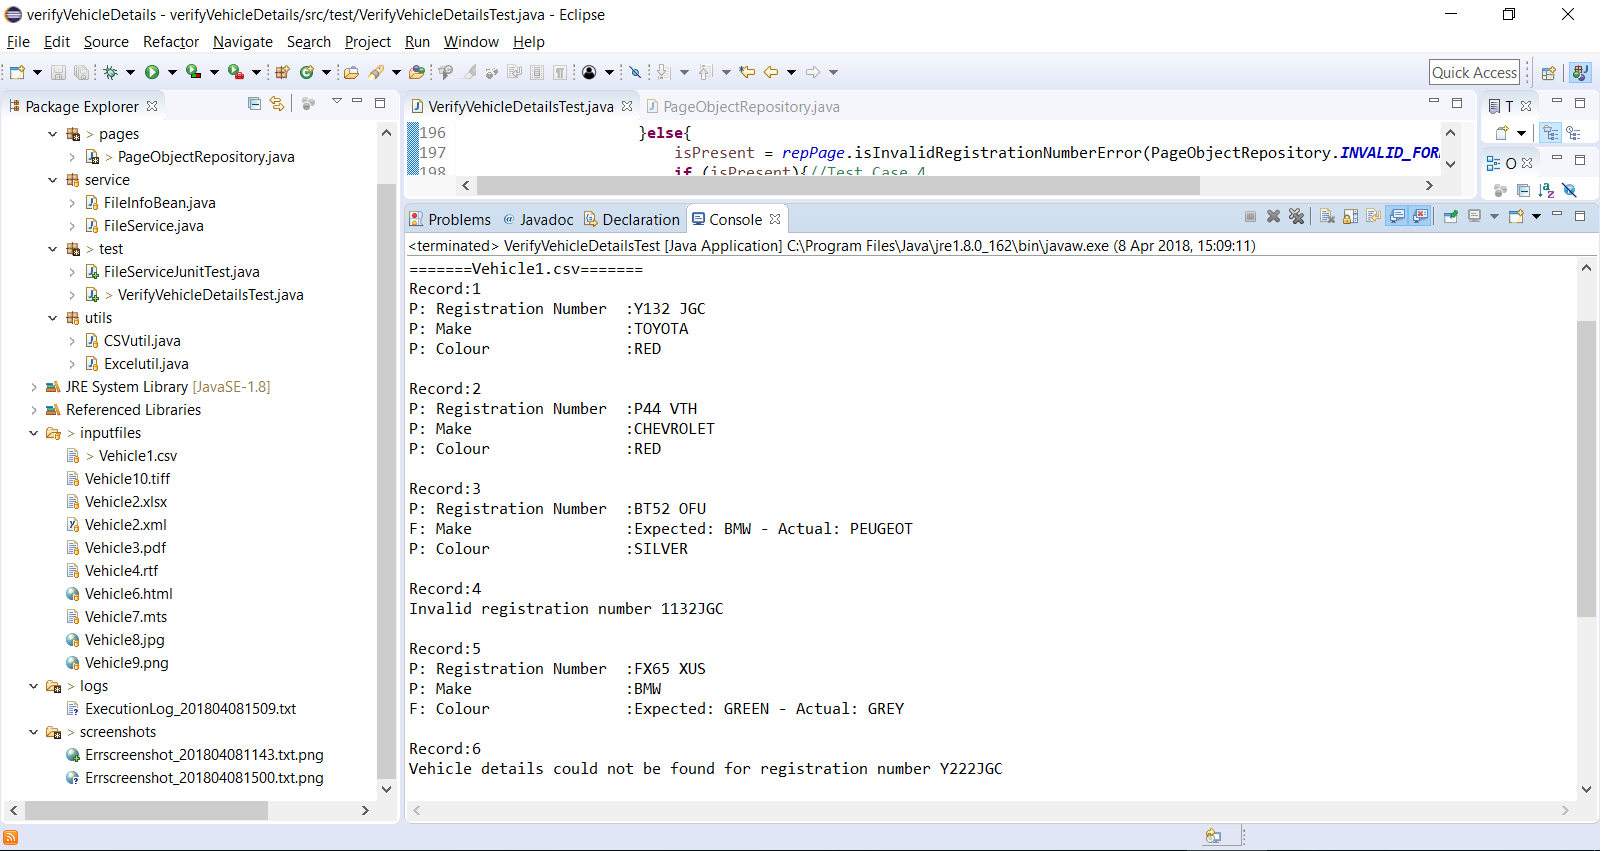 verifyVehicleDetails - verifyVehicleDetails/src/test/VerifyVehicleDetailsTest.java - Eclipse
File Edit Source Refactor Navigate Search Project Run Window Help
Quick Access
Package Explorer
> pages
> PageObjectRepository.java
service
FileInfoBean.java
FileService.java
> test
FileServiceJunitTest.java
> VerifyVehicleDetailsTest.java
utils
CSVutil.java
Excelutil.java
JRE System Library [JavaSE-1.8]
Referenced Libraries
> inputfiles
> Vehicle1.csv
Vehicle10.tiff
Vehicle2.xlsx
Vehicle2.xml
Vehicle3.pdf
Vehicle4.rtf
Vehicle6.html
Vehicle7.mts
Vehicle8.jpg
Vehicle9.png
> logs
ExecutionLog_201804081509.txt
> screenshots
Errscreenshot_201804081143.txt.png
Errscreenshot_201804081500.txt.png
VerifyVehicleDetailsTest.java PageObjectRepository.java
196 }else{
197 isPresent = repPage.isInvalidRegistrationNumberError(PageObjectRepository.INVALID_FOR
198 if (isPresent){//Test Case 4
T
O
Problems @ Javadoc Declaration Console
<terminated> VerifyVehicleDetailsTest [Java Application] C:\Program Files\Java\jre1.8.0_162\bin\javaw.exe (8 Apr 2018, 15:09:11)
=======Vehicle1.csv=======
Record:1
P: Registration Number :Y132 JGC
P: Make :TOYOTA
P: Colour :RED
Record:2
P: Registration Number :P44 VTH
P: Make :CHEVROLET
P: Colour :RED
Record:3
P: Registration Number :BT52 OFU
F: Make :Expected: BMW - Actual: PEUGEOT
P: Colour :SILVER
Record:4
Invalid registration number 1132JGC
Record:5
P: Registration Number :FX65 XUS
P: Make :BMW
F: Colour :Expected: GREEN - Actual: GREY
Record:6
Vehicle details could not be found for registration number Y222JGC